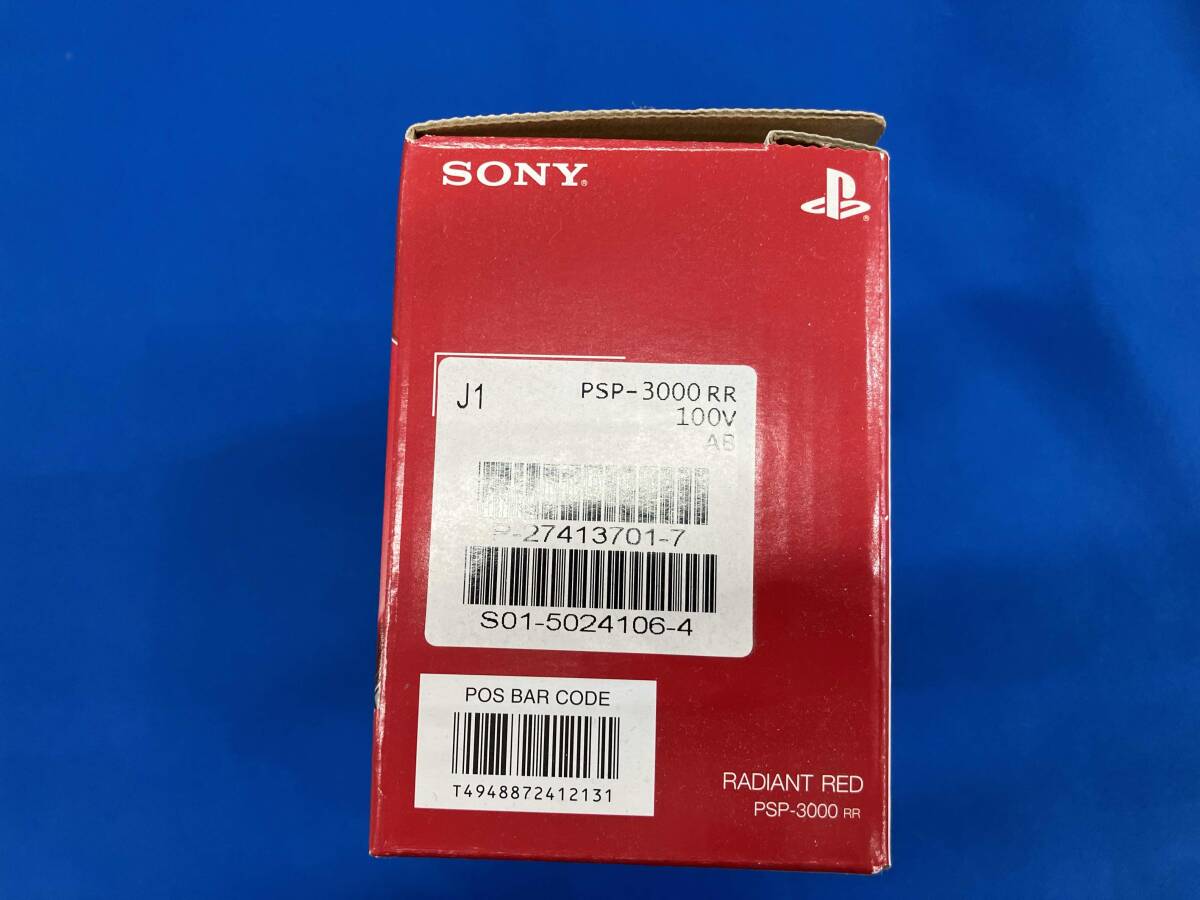 SONY®
J1
PSP-3000 RR
100V
AB
P-27413701-7
S01-5024106-4
POS BAR CODE
T4948872412131
RADIANT RED
PSP-3000 RR